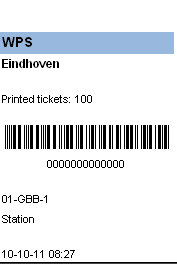 WPS
Eindhoven
Printed tickets: 100
0000000000000
01-GBB-1
Station
10-10-11 08:27